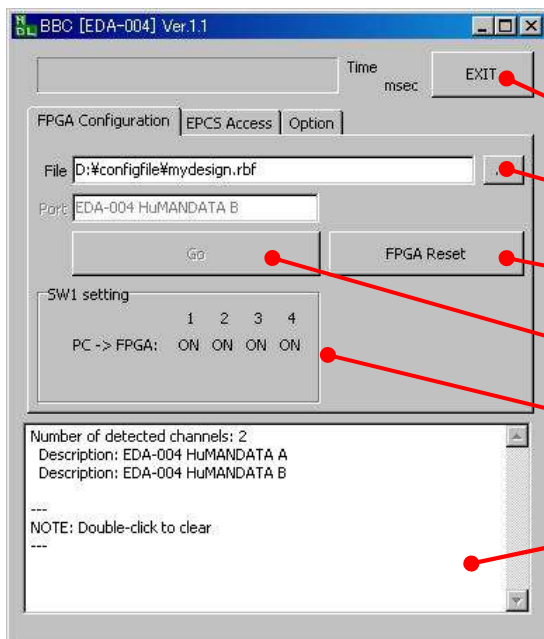 BBC [EDA-004] Ver.1.1
Time
msec
EXIT
FPGA Configuration EPCS Access Option
File D:¥configfile¥mydesign.rbf
Port EDA-004 HuMANDATA B
Go FPGA Reset
SW1 setting
1 2 3 4
PC -> FPGA: ON ON ON ON
Number of detected channels: 2
Description: EDA-004 HuMANDATA A
Description: EDA-004 HuMANDATA B
---
NOTE: Double-click to clear
---